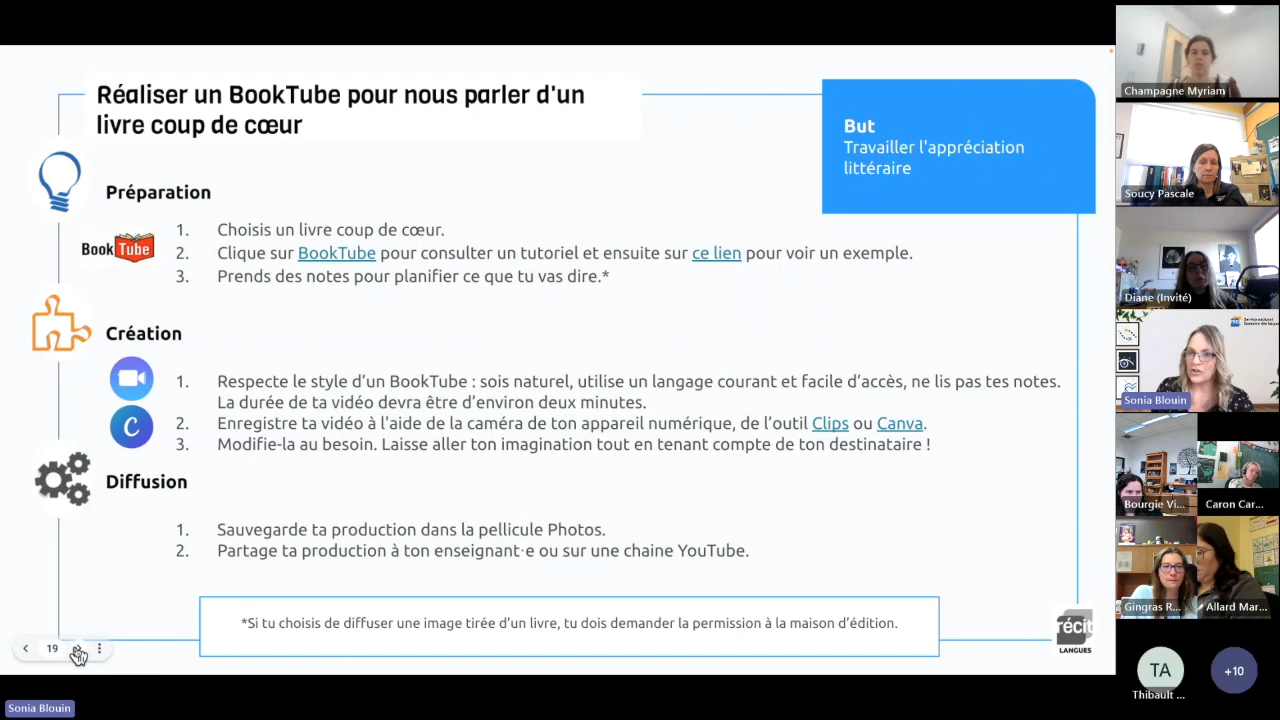 Réaliser un BookTube pour nous parler d'un
livre coup de cœur
But
Travailler l'appréciation
littéraire
Préparation
BookTube
1. Choisis un livre coup de cœur.
2. Clique sur BookTube pour consulter un tutoriel et ensuite sur ce lien pour voir un exemple.
3. Prends des notes pour planifier ce que tu vas dire.*
Création
C
1. Respecte le style d'un BookTube : sois naturel, utilise un langage courant et facile d'accès, ne lis pas tes notes.
La durée de ta vidéo devra être d'environ deux minutes.
2. Enregistre ta vidéo à l'aide de la caméra de ton appareil numérique, de l'outil Clips ou Canva.
3. Modifie-la au besoin. Laisse aller ton imagination tout en tenant compte de ton destinataire !
Diffusion
1. Sauvegarde ta production dans la pellicule Photos.
2. Partage ta production à ton enseignant·e ou sur une chaine YouTube.
*Si tu choisis de diffuser une image tirée d'un livre, tu dois demander la permission à la maison d'édition.
récit
LANGUES
19
Sonia Blouin
Champagne Myriam
Soucy Pascale
Diane (Invité)
Service national
Sonia Blouin
Bourgie Vi...
Caron Car...
Gingras R...
Allard Mar...
TA
Thibault ...
+10